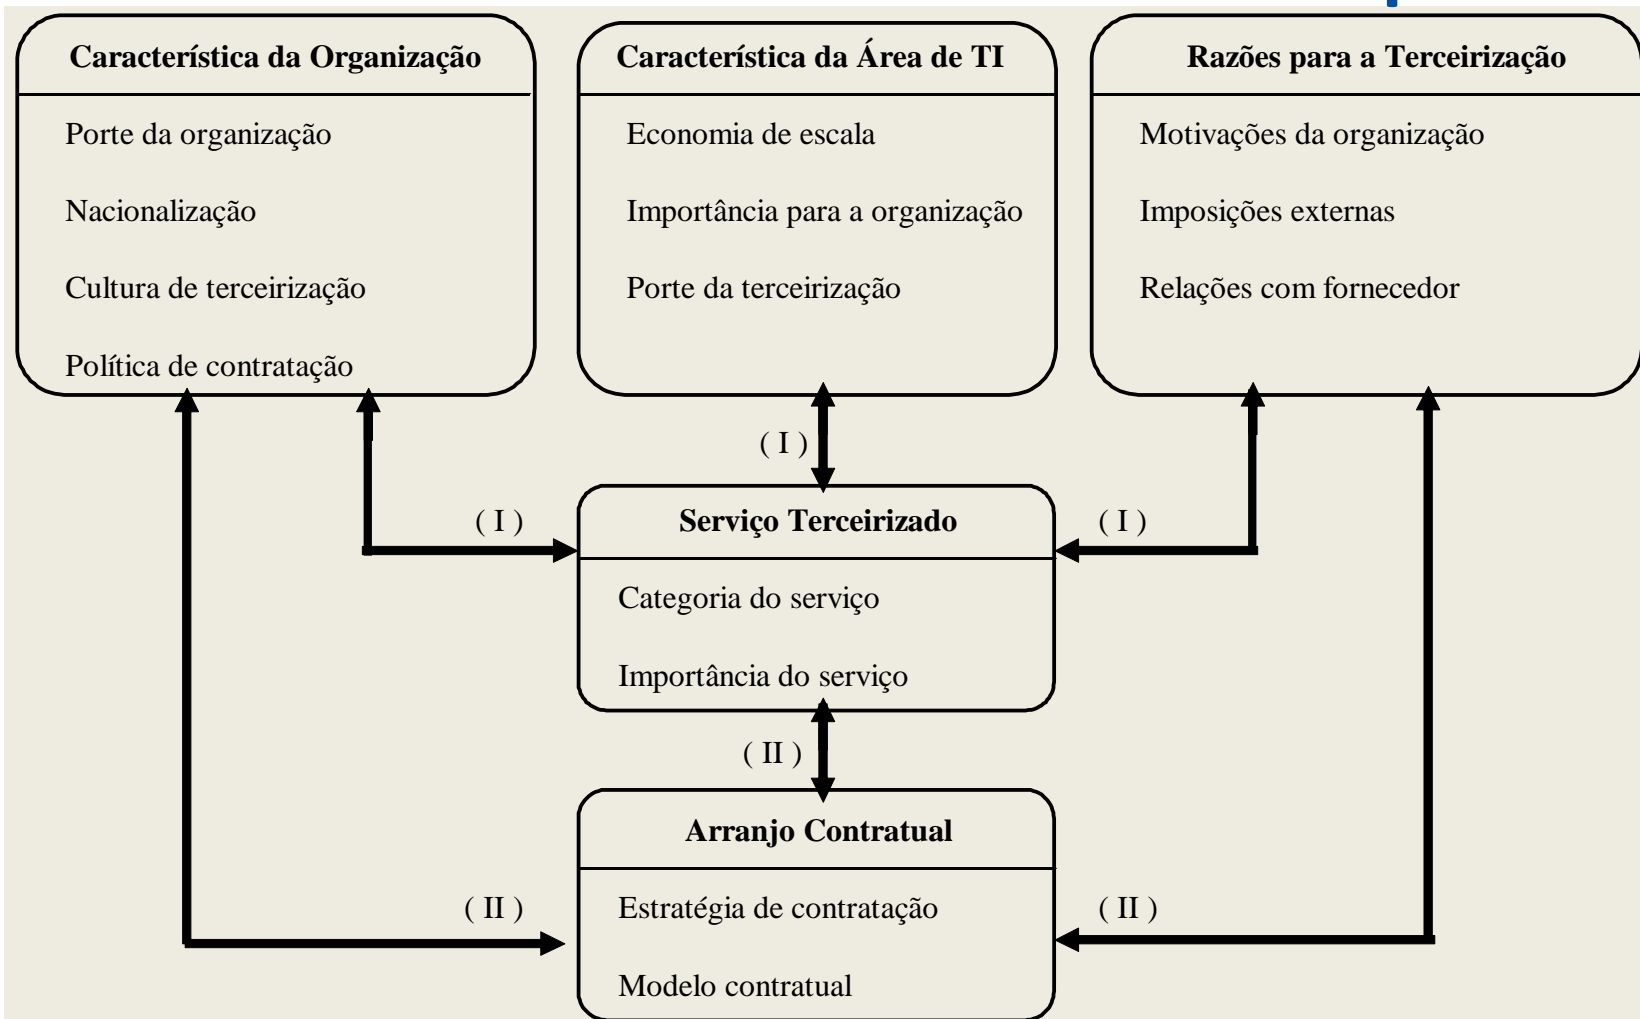 Característica da Organização
Porte da organização
Nacionalização
Cultura de terceirização
Política de contratação
Característica da Área de TI
Economia de escala
Importância para a organização
Porte da terceirização
Razões para a Terceirização
Motivações da organização
Imposições externas
Relações com fornecedor
( I )
( I )
( I )
Serviço Terceirizado
Categoria do serviço
Importância do serviço
( II )
( II )
( II )
Arranjo Contratual
Estratégia de contratação
Modelo contratual